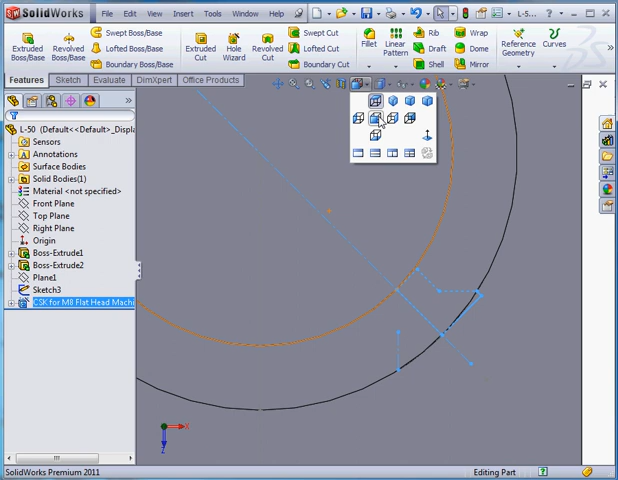 SolidWorks File Edit View Insert Tools Window Help L-5...
Extruded Boss/Base
Revolved Boss/Base
Swept Boss/Base
Lofted Boss/Base
Boundary Boss/Base
Extruded Cut
Hole Wizard
Revolved Cut
Swept Cut
Lofted Cut
Boundary Cut
Fillet
Linear Pattern
Rib
Draft
Shell
Wrap
Dome
Mirror
Reference Geometry
Curves
Features Sketch Evaluate DimXpert Office Products
L-50 (Default<<Default>_Displa
Sensors
Annotations
Surface Bodies
Solid Bodies(1)
Material <not specified>
Front Plane
Top Plane
Right Plane
Origin
Boss-Extrude1
Boss-Extrude2
Plane1
Sketch3
CSK for M8 Flat Head Machi
X
Z
SolidWorks Premium 2011 Editing Part